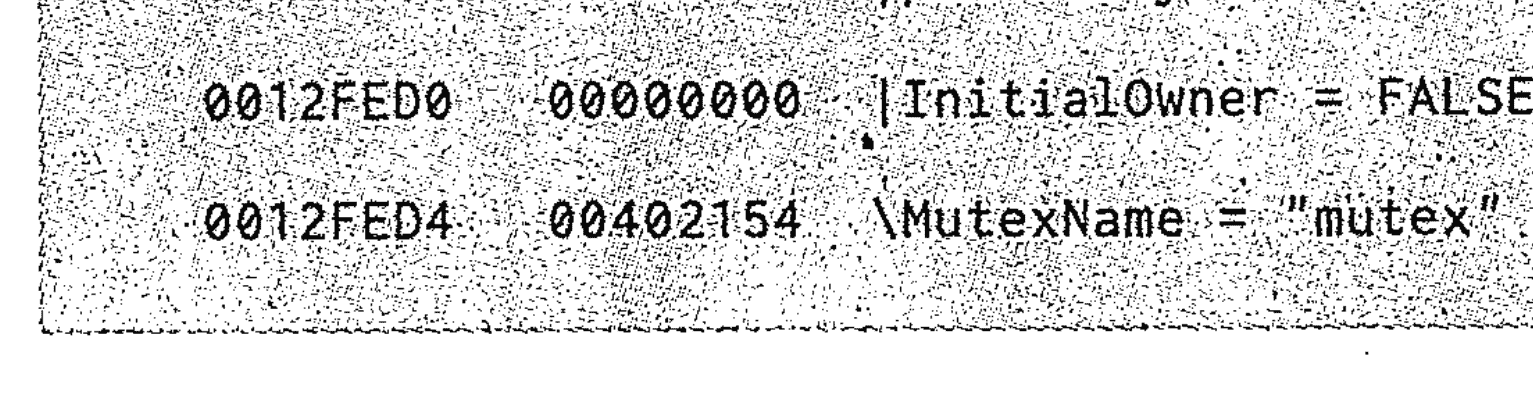 0012FED0 00000000 |InitialOwner = FALSE
0012FED4 00402154 \MutexName = "mutex"